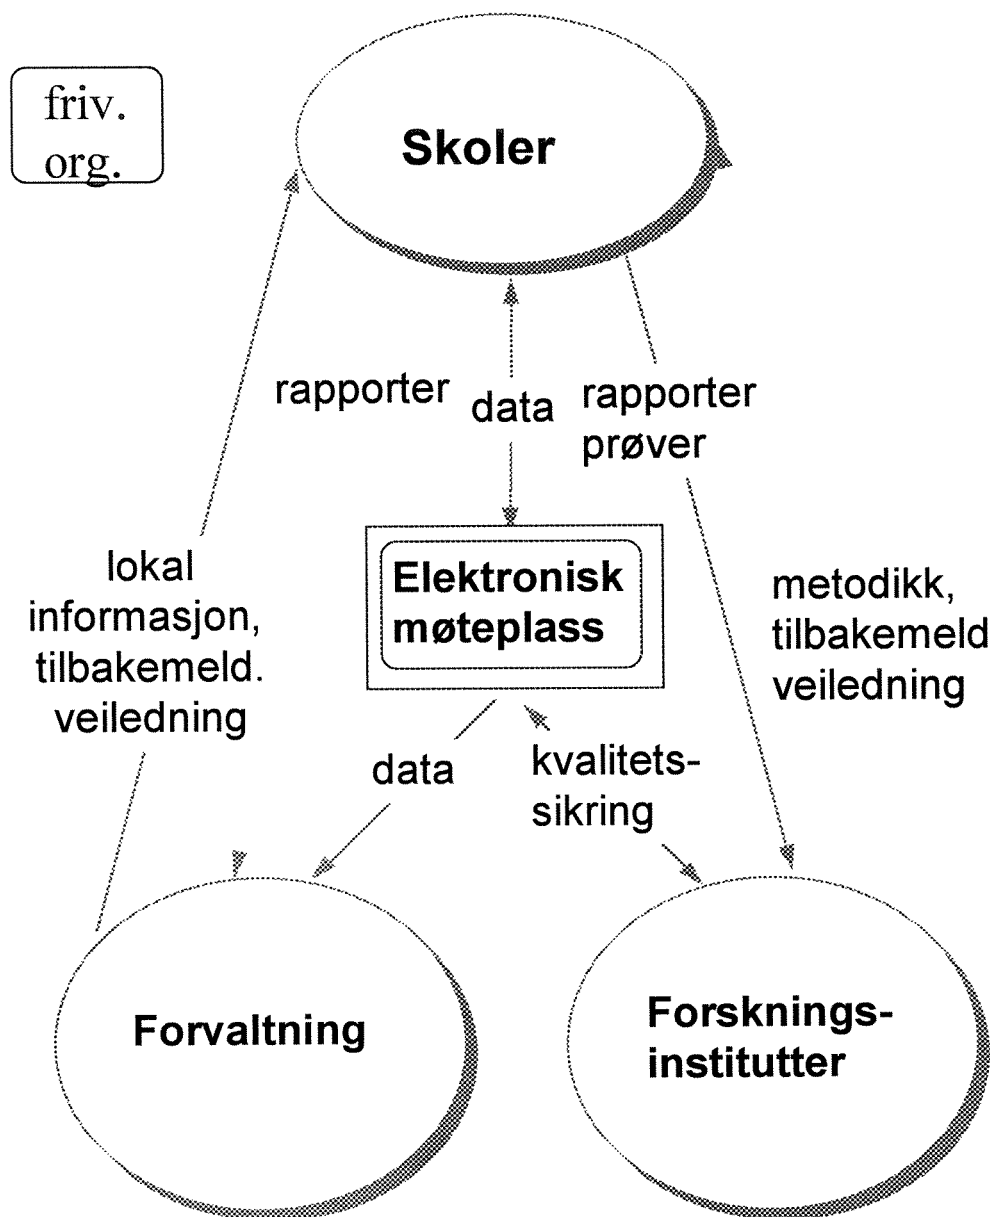 friv.
org.
Skoler
rapporter
data
rapporter
prøver
lokal
informasjon,
tilbakemeld.
veiledning
Elektronisk
møteplass
metodikk,
tilbakemeld
veiledning
data
kvalitets-
sikring
Forvaltning
Forsknings-
institutter